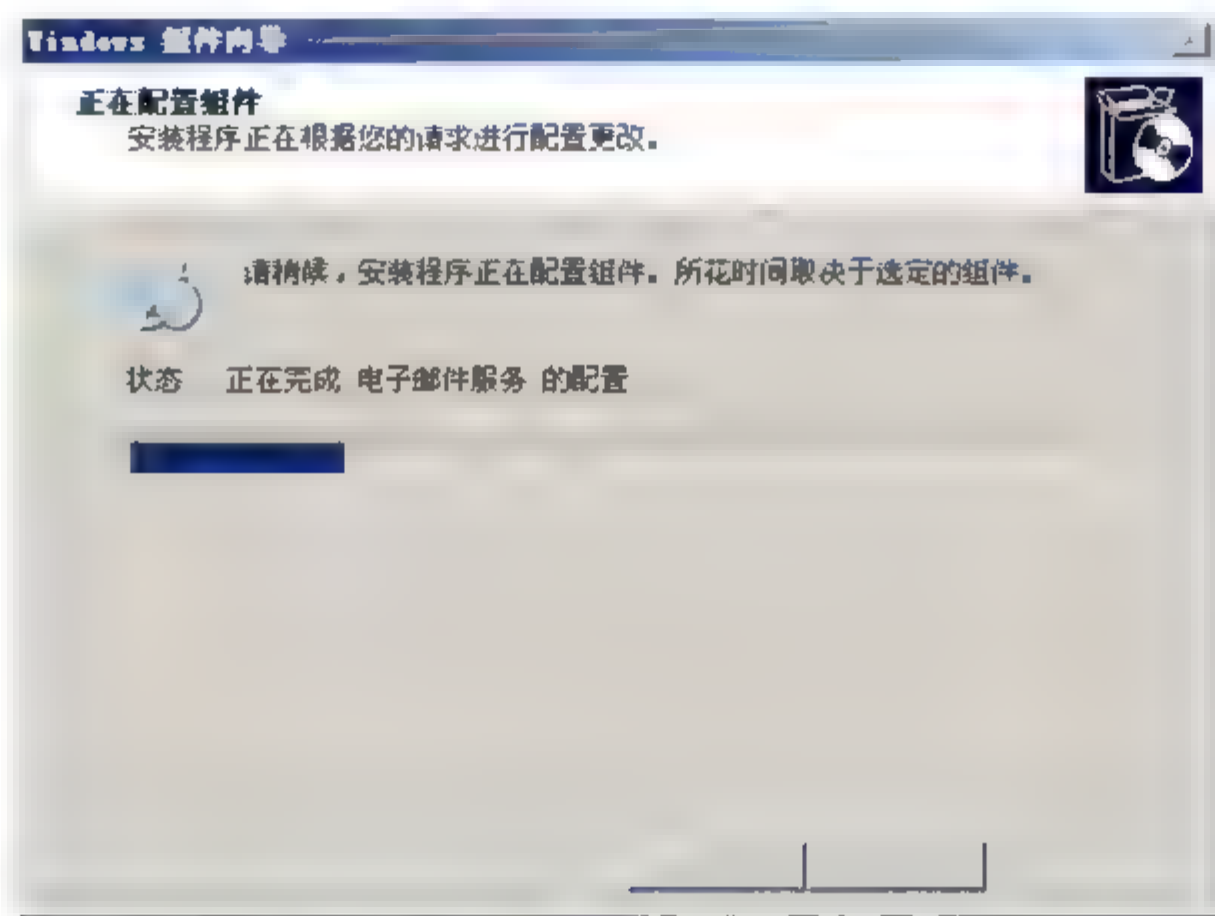 Windows 组件向导
正在配置组件
安装程序正在根据您的请求进行配置更改。
请稍候，安装程序正在配置组件。所花时间取决于选定的组件。
状态 正在完成 电子邮件服务 的配置